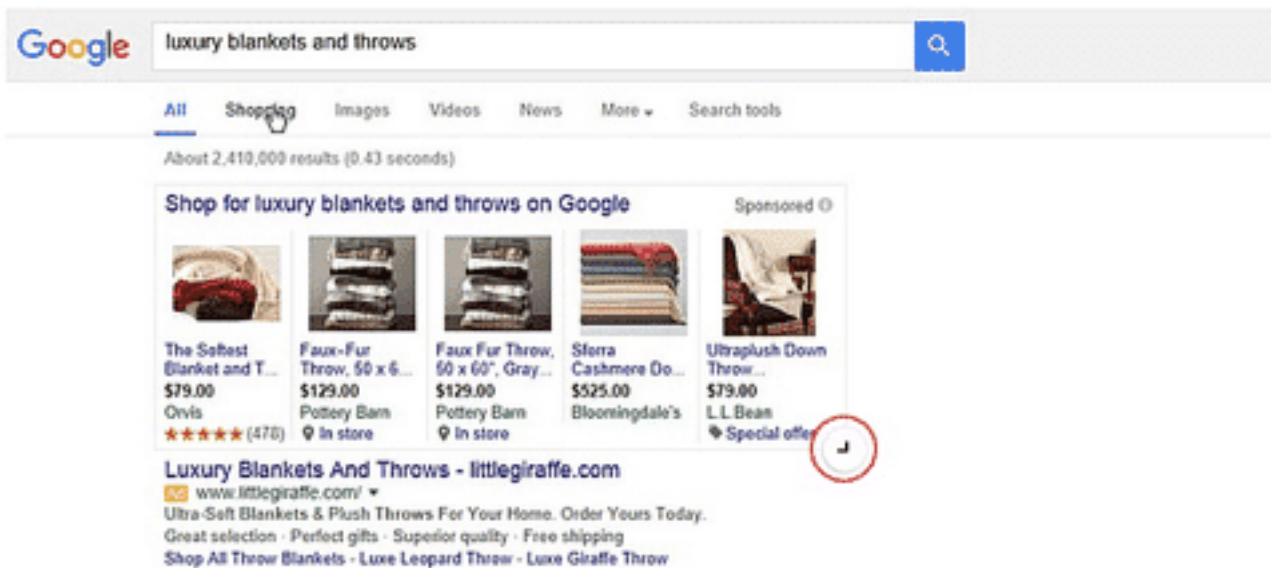 Google
luxury blankets and throws
All Shopping Images Videos News More Search tools
About 2,410,000 results (0.43 seconds)
Shop for luxury blankets and throws on Google
Sponsored
The Softest
Blanket and T...
$79.00
Orvis
(478)
Faux-Fur
Throw, 50 x 6...
$129.00
Pottery Barn
In store
Faux Fur Throw,
50 x 60", Gray...
$129.00
Pottery Barn
In store
Sferra
Cashmere Do...
$525.00
Bloomingdale's
Ultraplush Down
Throw...
$79.00
L.L.Bean
Special offer
Luxury Blankets And Throws - littlegiraffe.com
www.littlegiraffe.com/
Ultra-Soft Blankets & Plush Throws For Your Home. Order Yours Today.
Great selection · Perfect gifts · Superior quality · Free shipping
Shop All Throw Blankets - Luxe Leopard Throw - Luxe Giraffe Throw